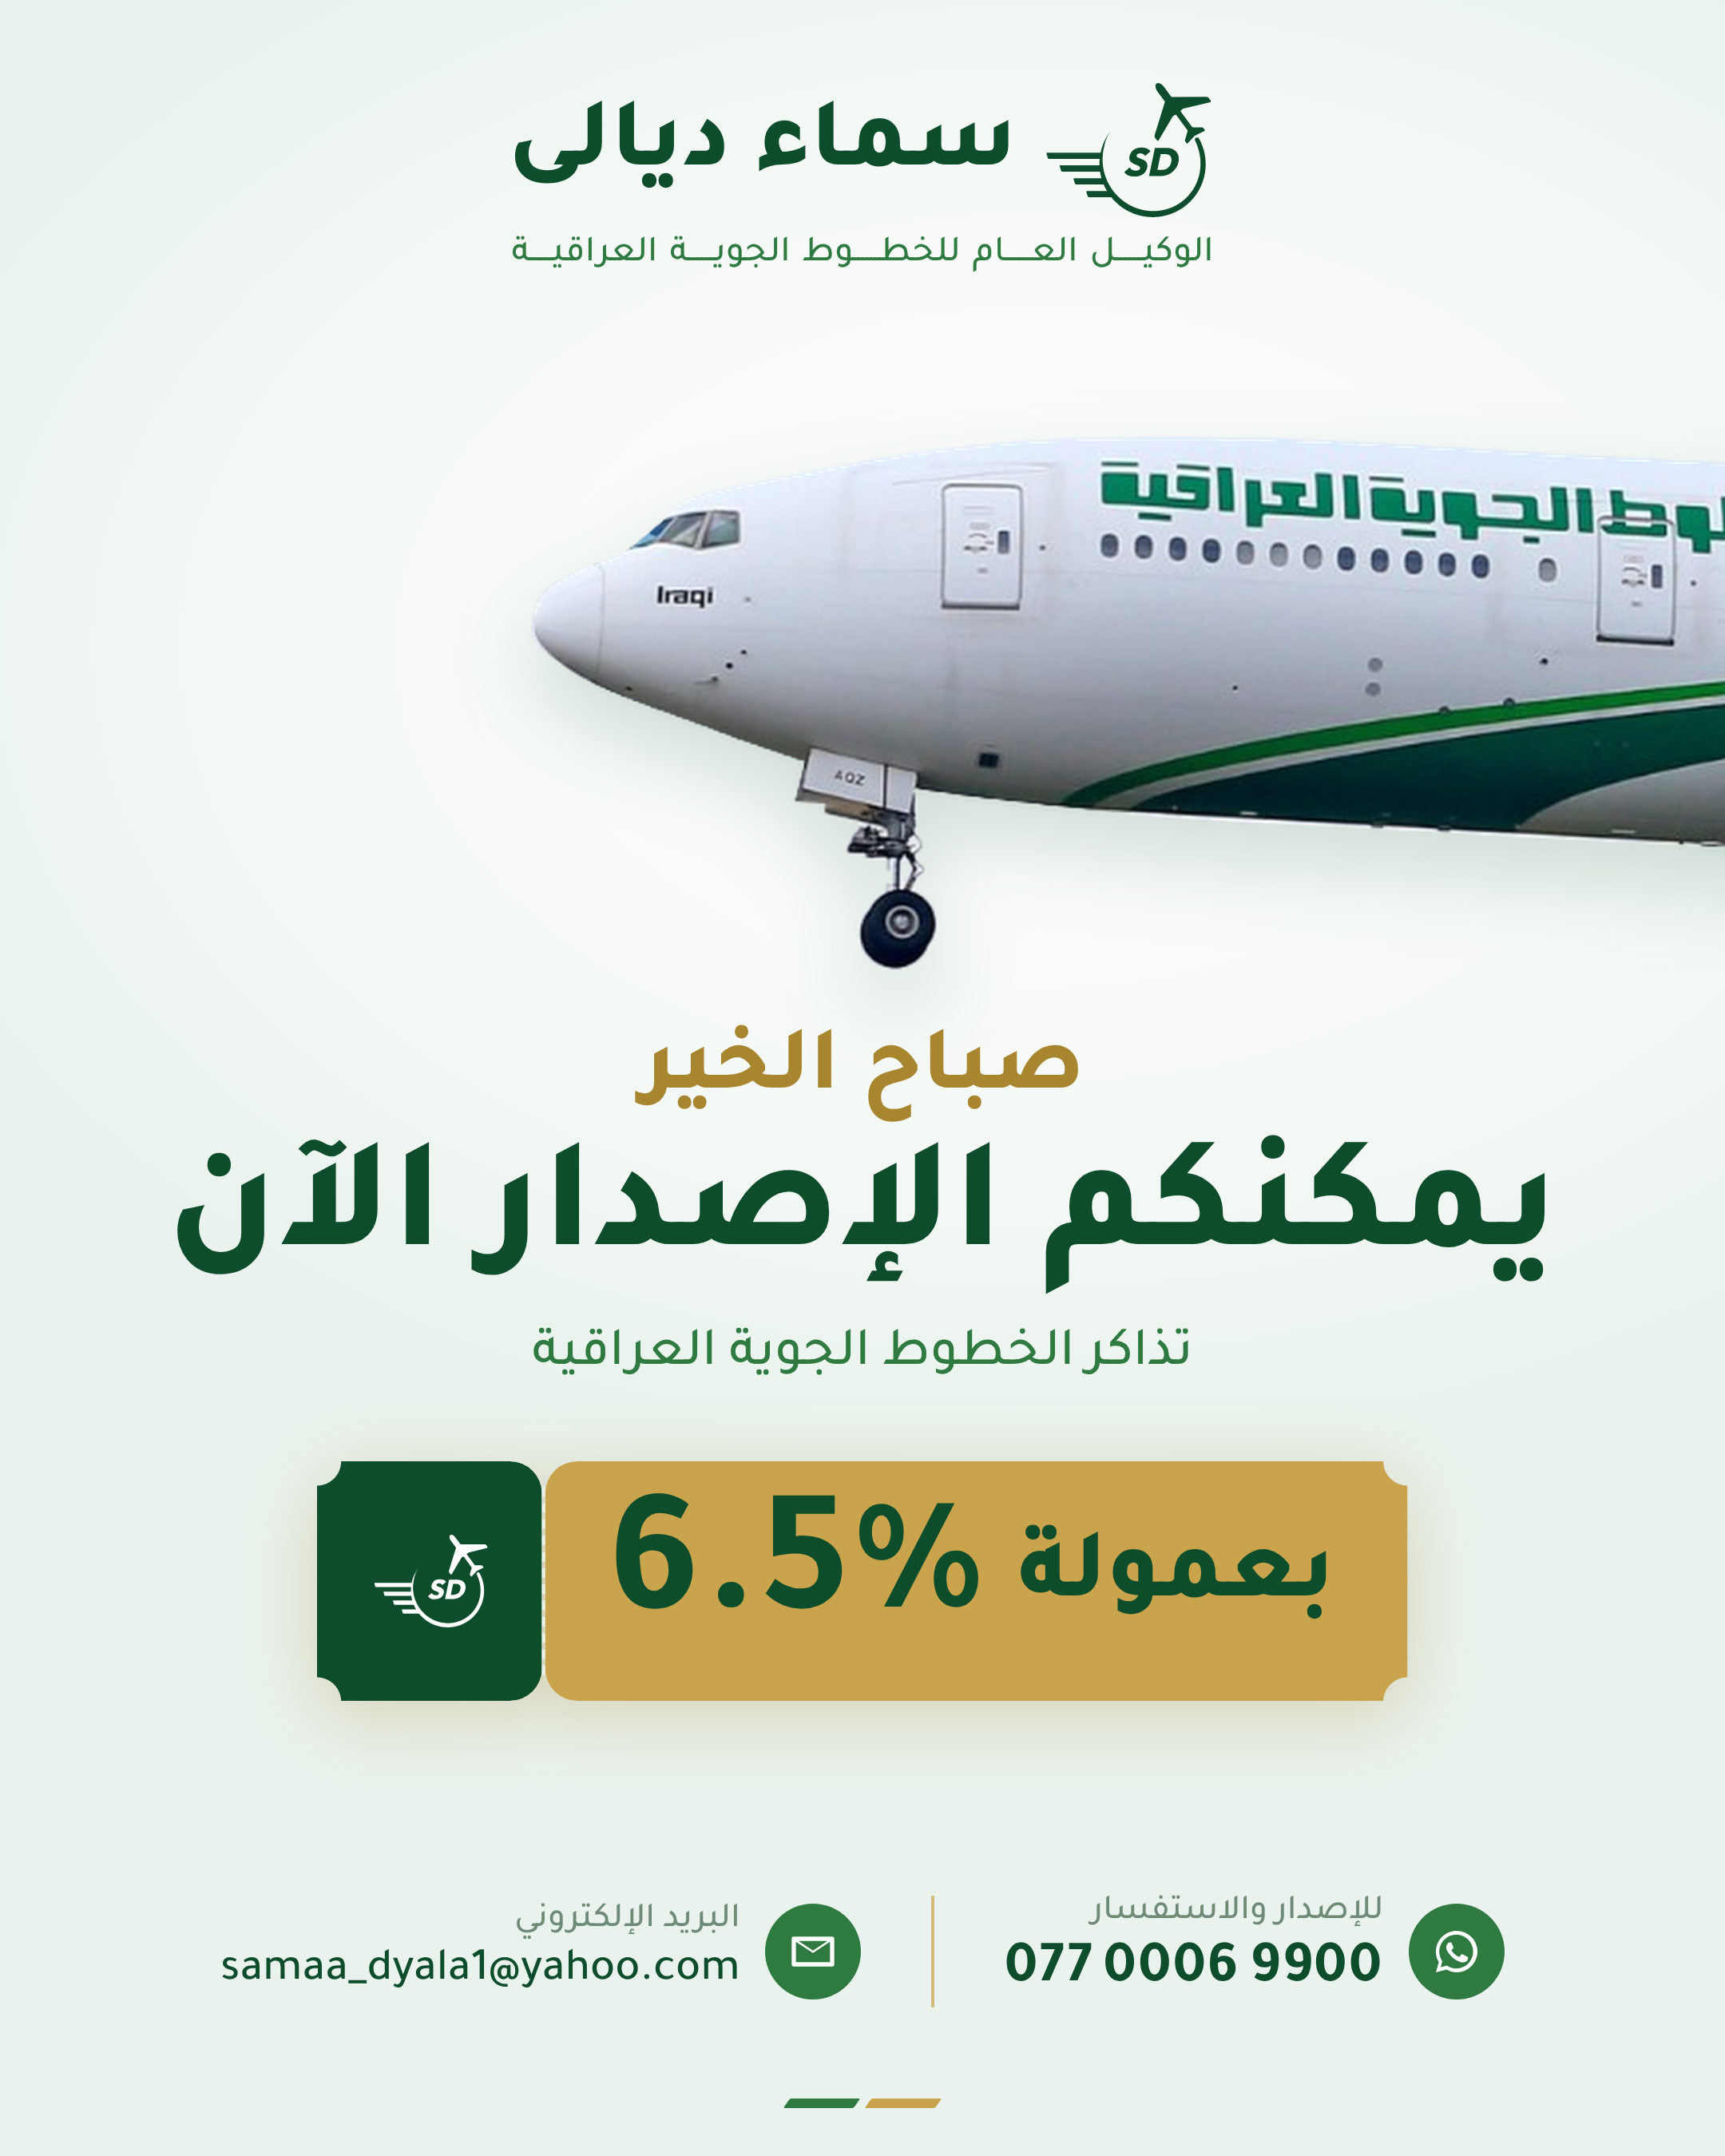 سماء ديالى
SD
الوكيـــل العـــام للخطـــوط الجويـــة العراقيـــة
وط الجوية العراقية
Iraqi
AQZ
صباح الخير
يمكنكم الإصدار الآن
تذاكر الخطوط الجوية العراقية
بعمولة 6.5%
SD
للإصدار والاستفسار
077 0006 9900
البريد الإلكتروني
samaa_dyala1@yahoo.com